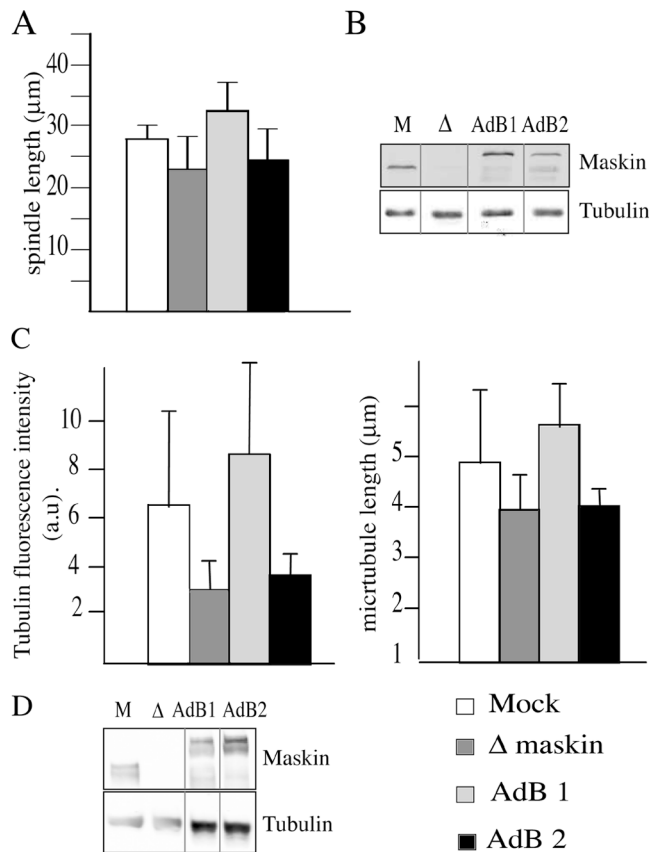 A
spindle length (μm)
40
30
20
10
B
M Δ AdB1 AdB2
Maskin
Tubulin
C
Tubulin fluorescence intensity
(a.u).
10
8
6
4
2
micrtubule length (μm)
5
4
3
2
1
D
M Δ AdB1 AdB2
Maskin
Tubulin
Mock
Δ maskin
AdB 1
AdB 2